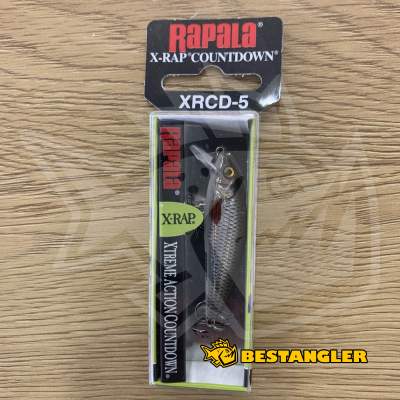 Rapala
X-RAP® COUNTDOWN®
XRCD-5
Rapala
X-RAP®
XTREME ACTION COUNTDOWN®
BESTANGLER